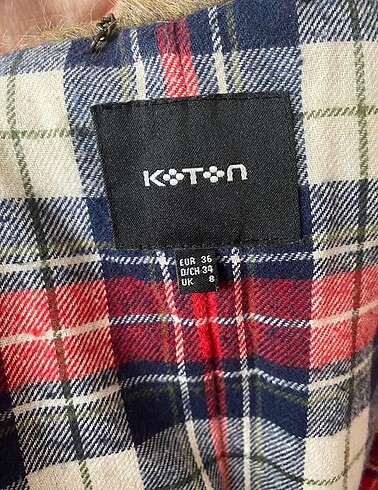 KOTON
EUR 36
D/CH 34
UK 8